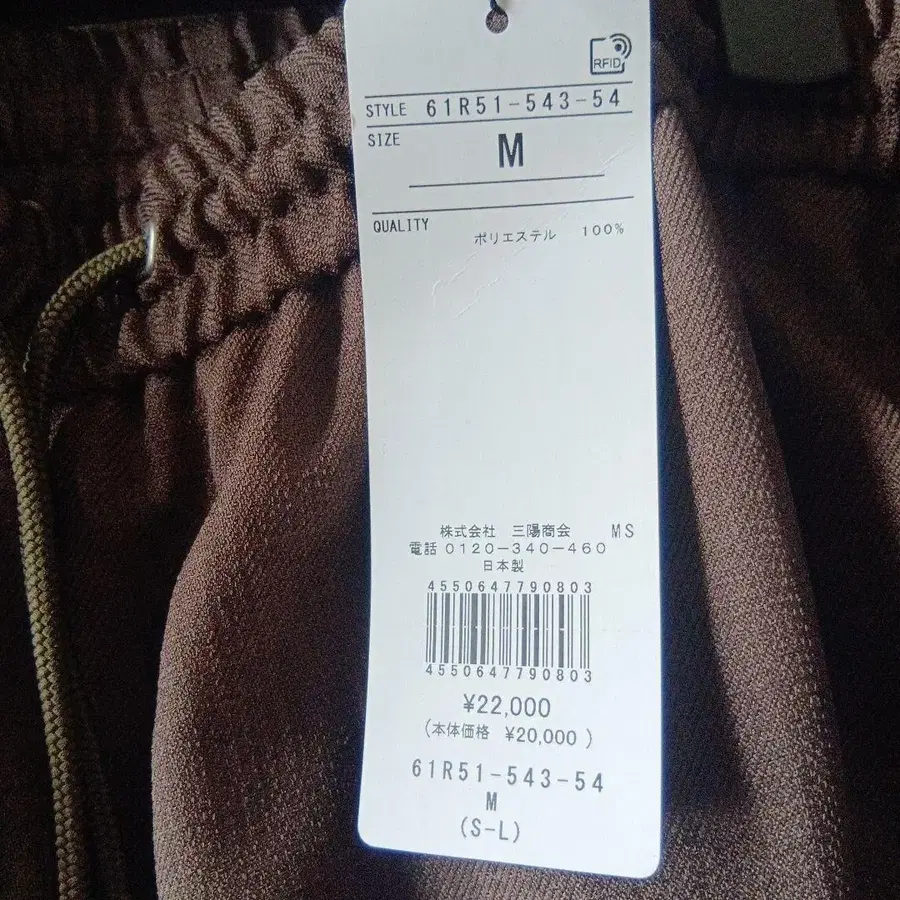 RFID
STYLE 61R51-543-54
SIZE M
QUALITY
ポリエステル 100%
株式会社 三陽商会 MS
電話 0120-340-460
日本製
4550647790803
4550647790803
¥22,000
(本体価格 ¥20,000 )
61R51-543-54
M
(S-L)